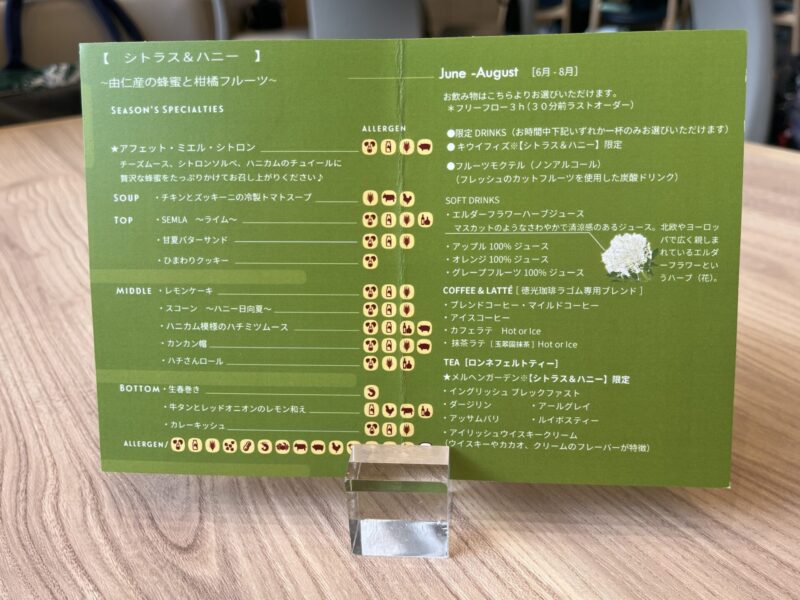 【 シトラス＆ハニー 】
~由仁産の蜂蜜と柑橘フルーツ~
SEASON'S SPECIALTIES
ALLERGEN
★アフェット・ミエル・シトロン
チーズムース、シトロンソルベ、ハニカムのチュイールに
贅沢な蜂蜜をたっぷりかけてお召し上がりください♪
SOUP ・チキンとズッキーニの冷製トマトスープ
TOP ・SEMLA ～ライム～
・甘夏バターサンド
・ひまわりクッキー
MIDDLE ・レモンケーキ
・スコーン ～ハニー日向夏～
・ハニカム模様のハチミツムース
・カンカン帽
・ハチさんロール
BOTTOM ・生春巻き
・牛タンとレッドオニオンのレモン和え
・カレーキッシュ
ALLERGEN/
June -August [6月 - 8月]
お飲み物はこちらよりお選びいただけます。
＊フリーフロー３ｈ（３０分前ラストオーダー）
●限定 DRINKS（お時間中下記いずれか一杯のみお選びいただけます）
● キウイフィズ※【シトラス＆ハニー】限定
●フルーツモクテル（ノンアルコール）
（フレッシュのカットフルーツを使用した炭酸ドリンク）
SOFT DRINKS
・エルダーフラワーハーブジュース
マスカットのようなさわやかで清涼感のあるジュース。北欧やヨーロッ
パで広く親しま
れているエルダ
ーフラワーとい
うハーブ（花）。
・アップル 100% ジュース
・オレンジ 100% ジュース
・グレープフルーツ 100% ジュース
COFFEE & LATTÉ [ 徳光珈琲ラゴム専用ブレンド ]
・ブレンドコーヒー・マイルドコーヒー
・アイスコーヒー
・カフェラテ Hot or Ice
・ 抹茶ラテ [ 玉翠園抹茶 ] Hot or Ice
TEA [ロンネフェルトティー]
★メルヘンガーデン※【シトラス＆ハニー】限定
・イングリッシュ ブレックファスト
・ダージリン ・アールグレイ
・アッサムバリ ・ルイボスティー
・アイリッシュウイスキークリーム
（ウイスキーやカカオ、クリームのフレーバーが特徴）